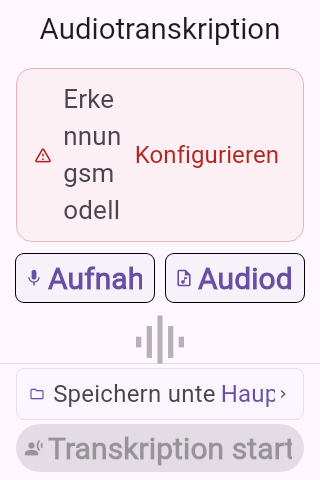 Audiotranskription
Erke
nnun
gsm
odell
Konfigurieren
Aufnah
Audiod
Speichern unte Haup
Transkription start